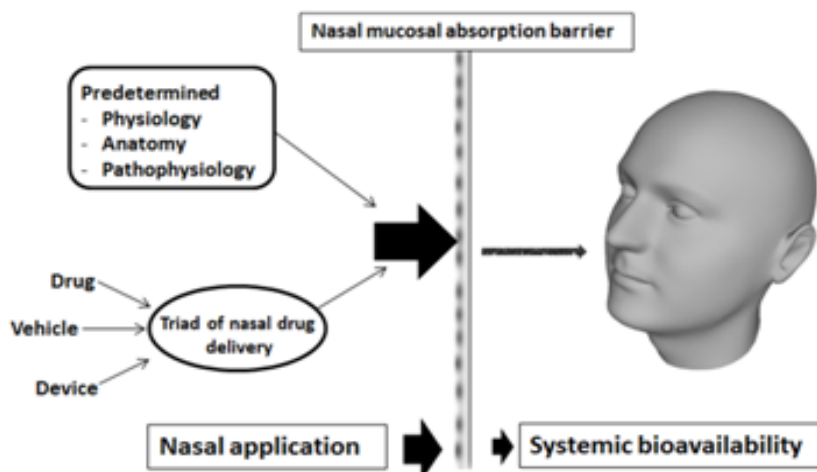 Nasal mucosal absorption barrier
Predetermined
- Physiology
- Anatomy
- Pathophysiology
Drug
Vehicle
Device
Triad of nasal drug
delivery
Nasal application
Systemic bioavailability